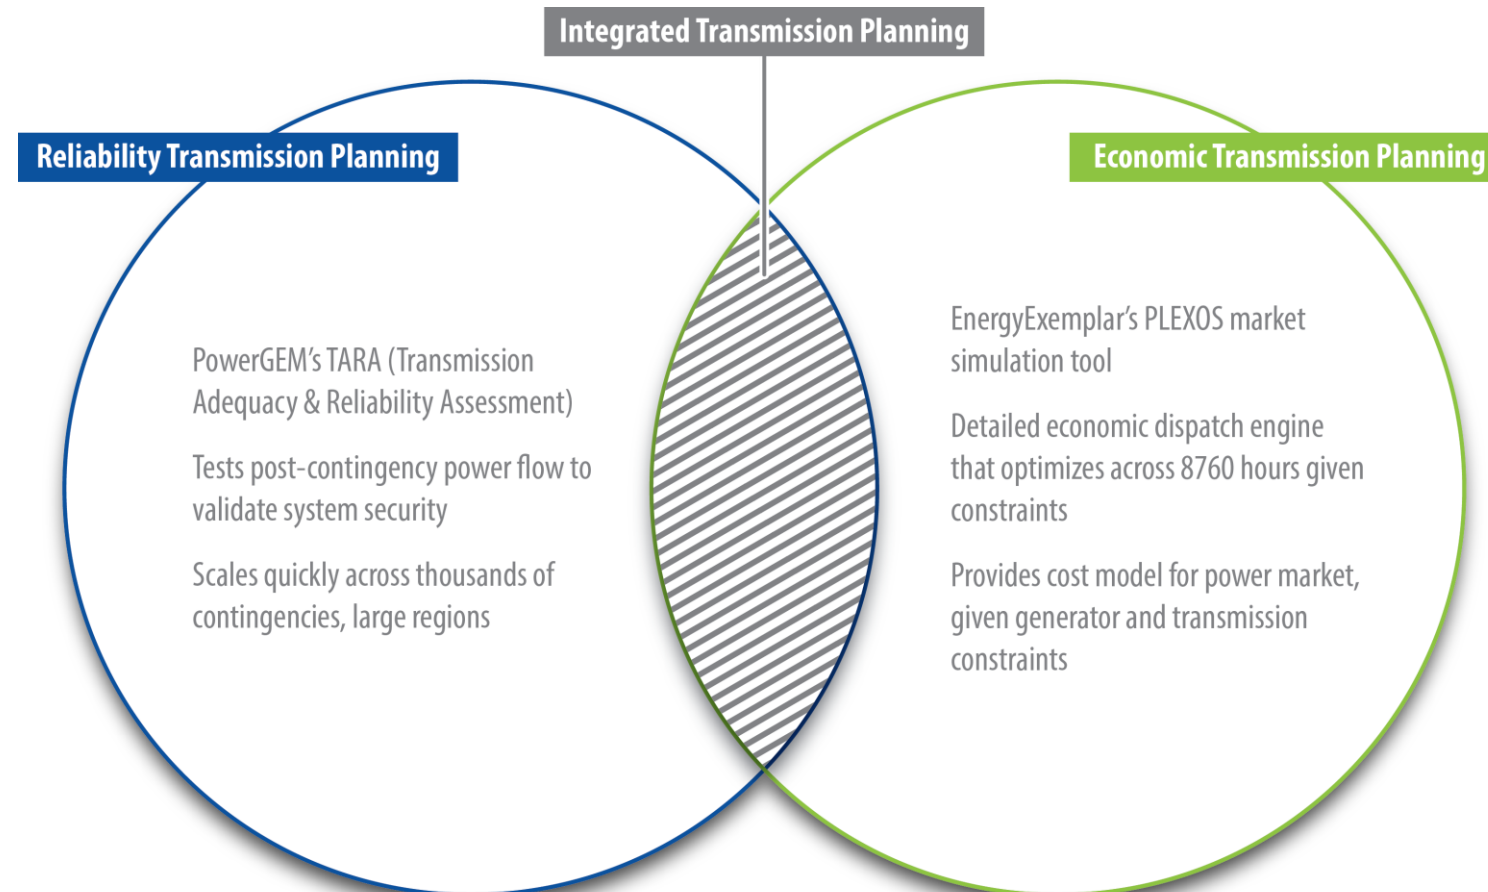 Integrated Transmission Planning
Reliability Transmission Planning
Economic Transmission Planning
PowerGEM’s TARA (Transmission
Adequacy & Reliability Assessment)
Tests post-contingency power flow to
validate system security
Scales quickly across thousands of
contingencies, large regions
EnergyExemplar’s PLEXOS market
simulation tool
Detailed economic dispatch engine
that optimizes across 8760 hours given
constraints
Provides cost model for power market,
given generator and transmission
constraints